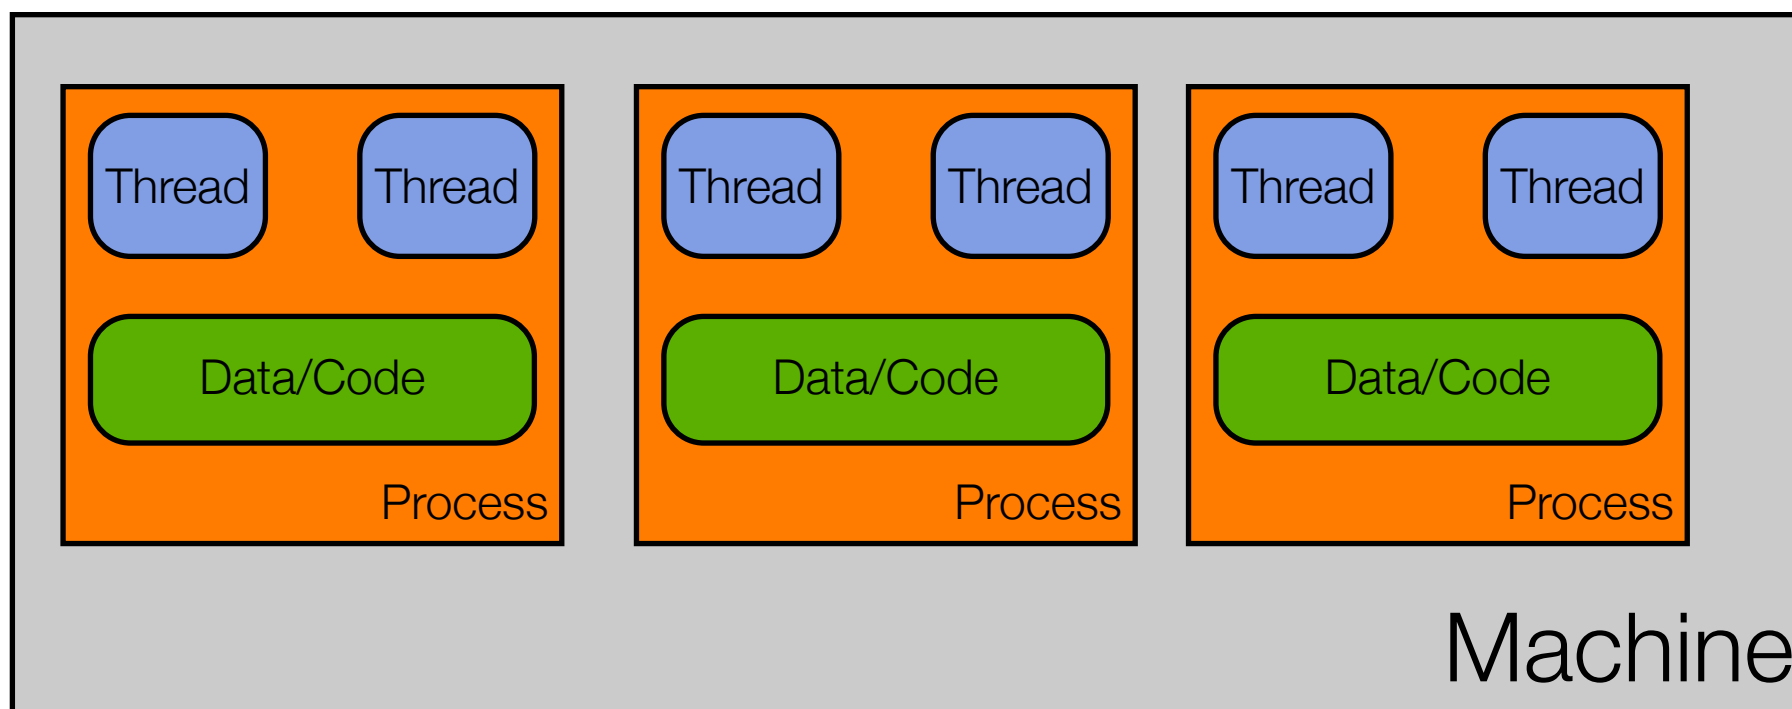 Thread Thread Thread Thread Thread Thread
Data/Code Data/Code Data/Code
Process Process Process
Machine